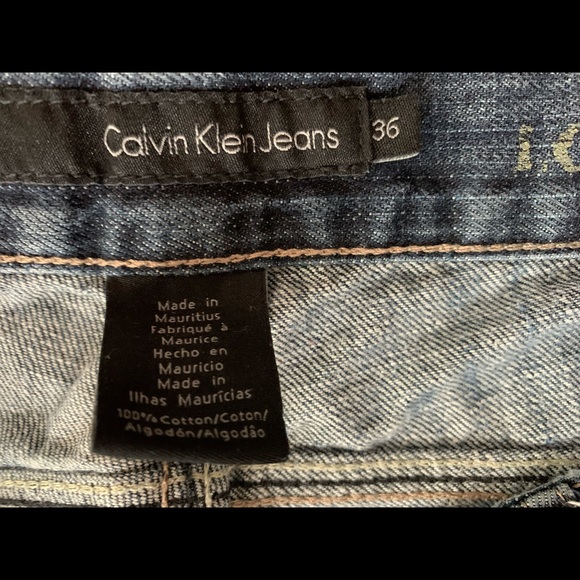 Calvin Klein Jeans
36
Made in
Mauritius
Fabriqué à
Maurice
Hecho en
Mauricio
Made in
Ilhas Maurícias
100% Cotton/Coton/
Algodón/Algodão